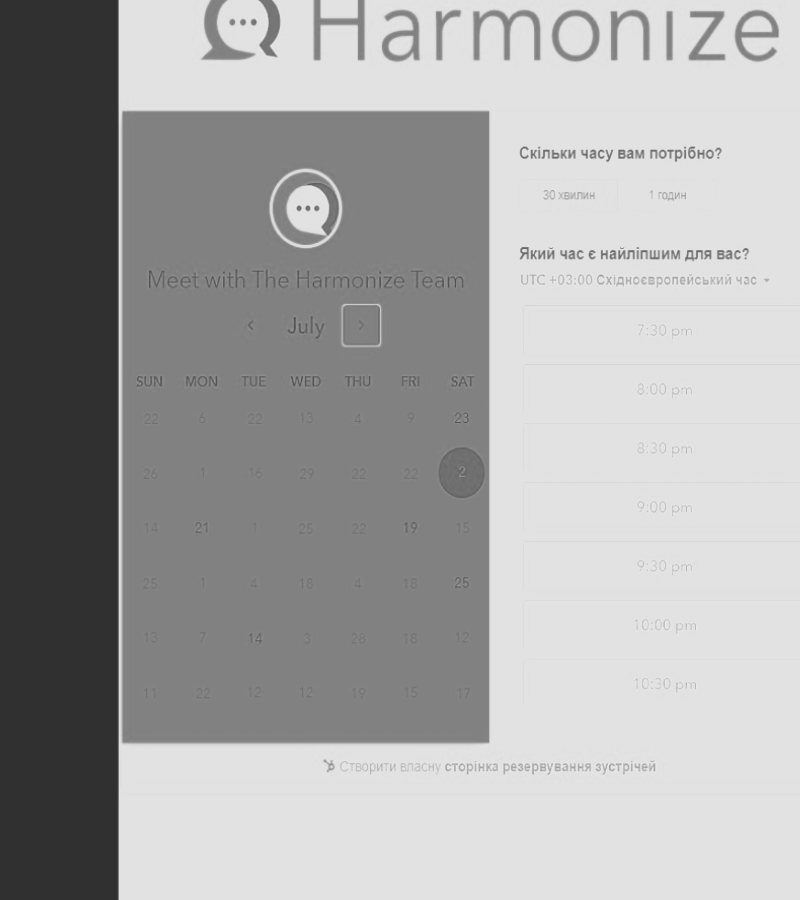 Harmonize
Meet with The Harmonize Team
July
SUN MON TUE WED THU FRI SAT
22 6 22 13 4 9 23
26 1 16 29 22 22 2
14 21 1 25 22 19 15
25 1 4 18 4 18 25
13 7 14 3 28 18 12
11 22 12 12 19 15 17
Скільки часу вам потрібно?
30 хвилин 1 годин
Який час є найліпшим для вас?
UTC +03:00 Східноєвропейський час
7:30 pm
8:00 pm
8:30 pm
9:00 pm
9:30 pm
10:00 pm
10:30 pm
Створити власну сторінка резервування зустрічей